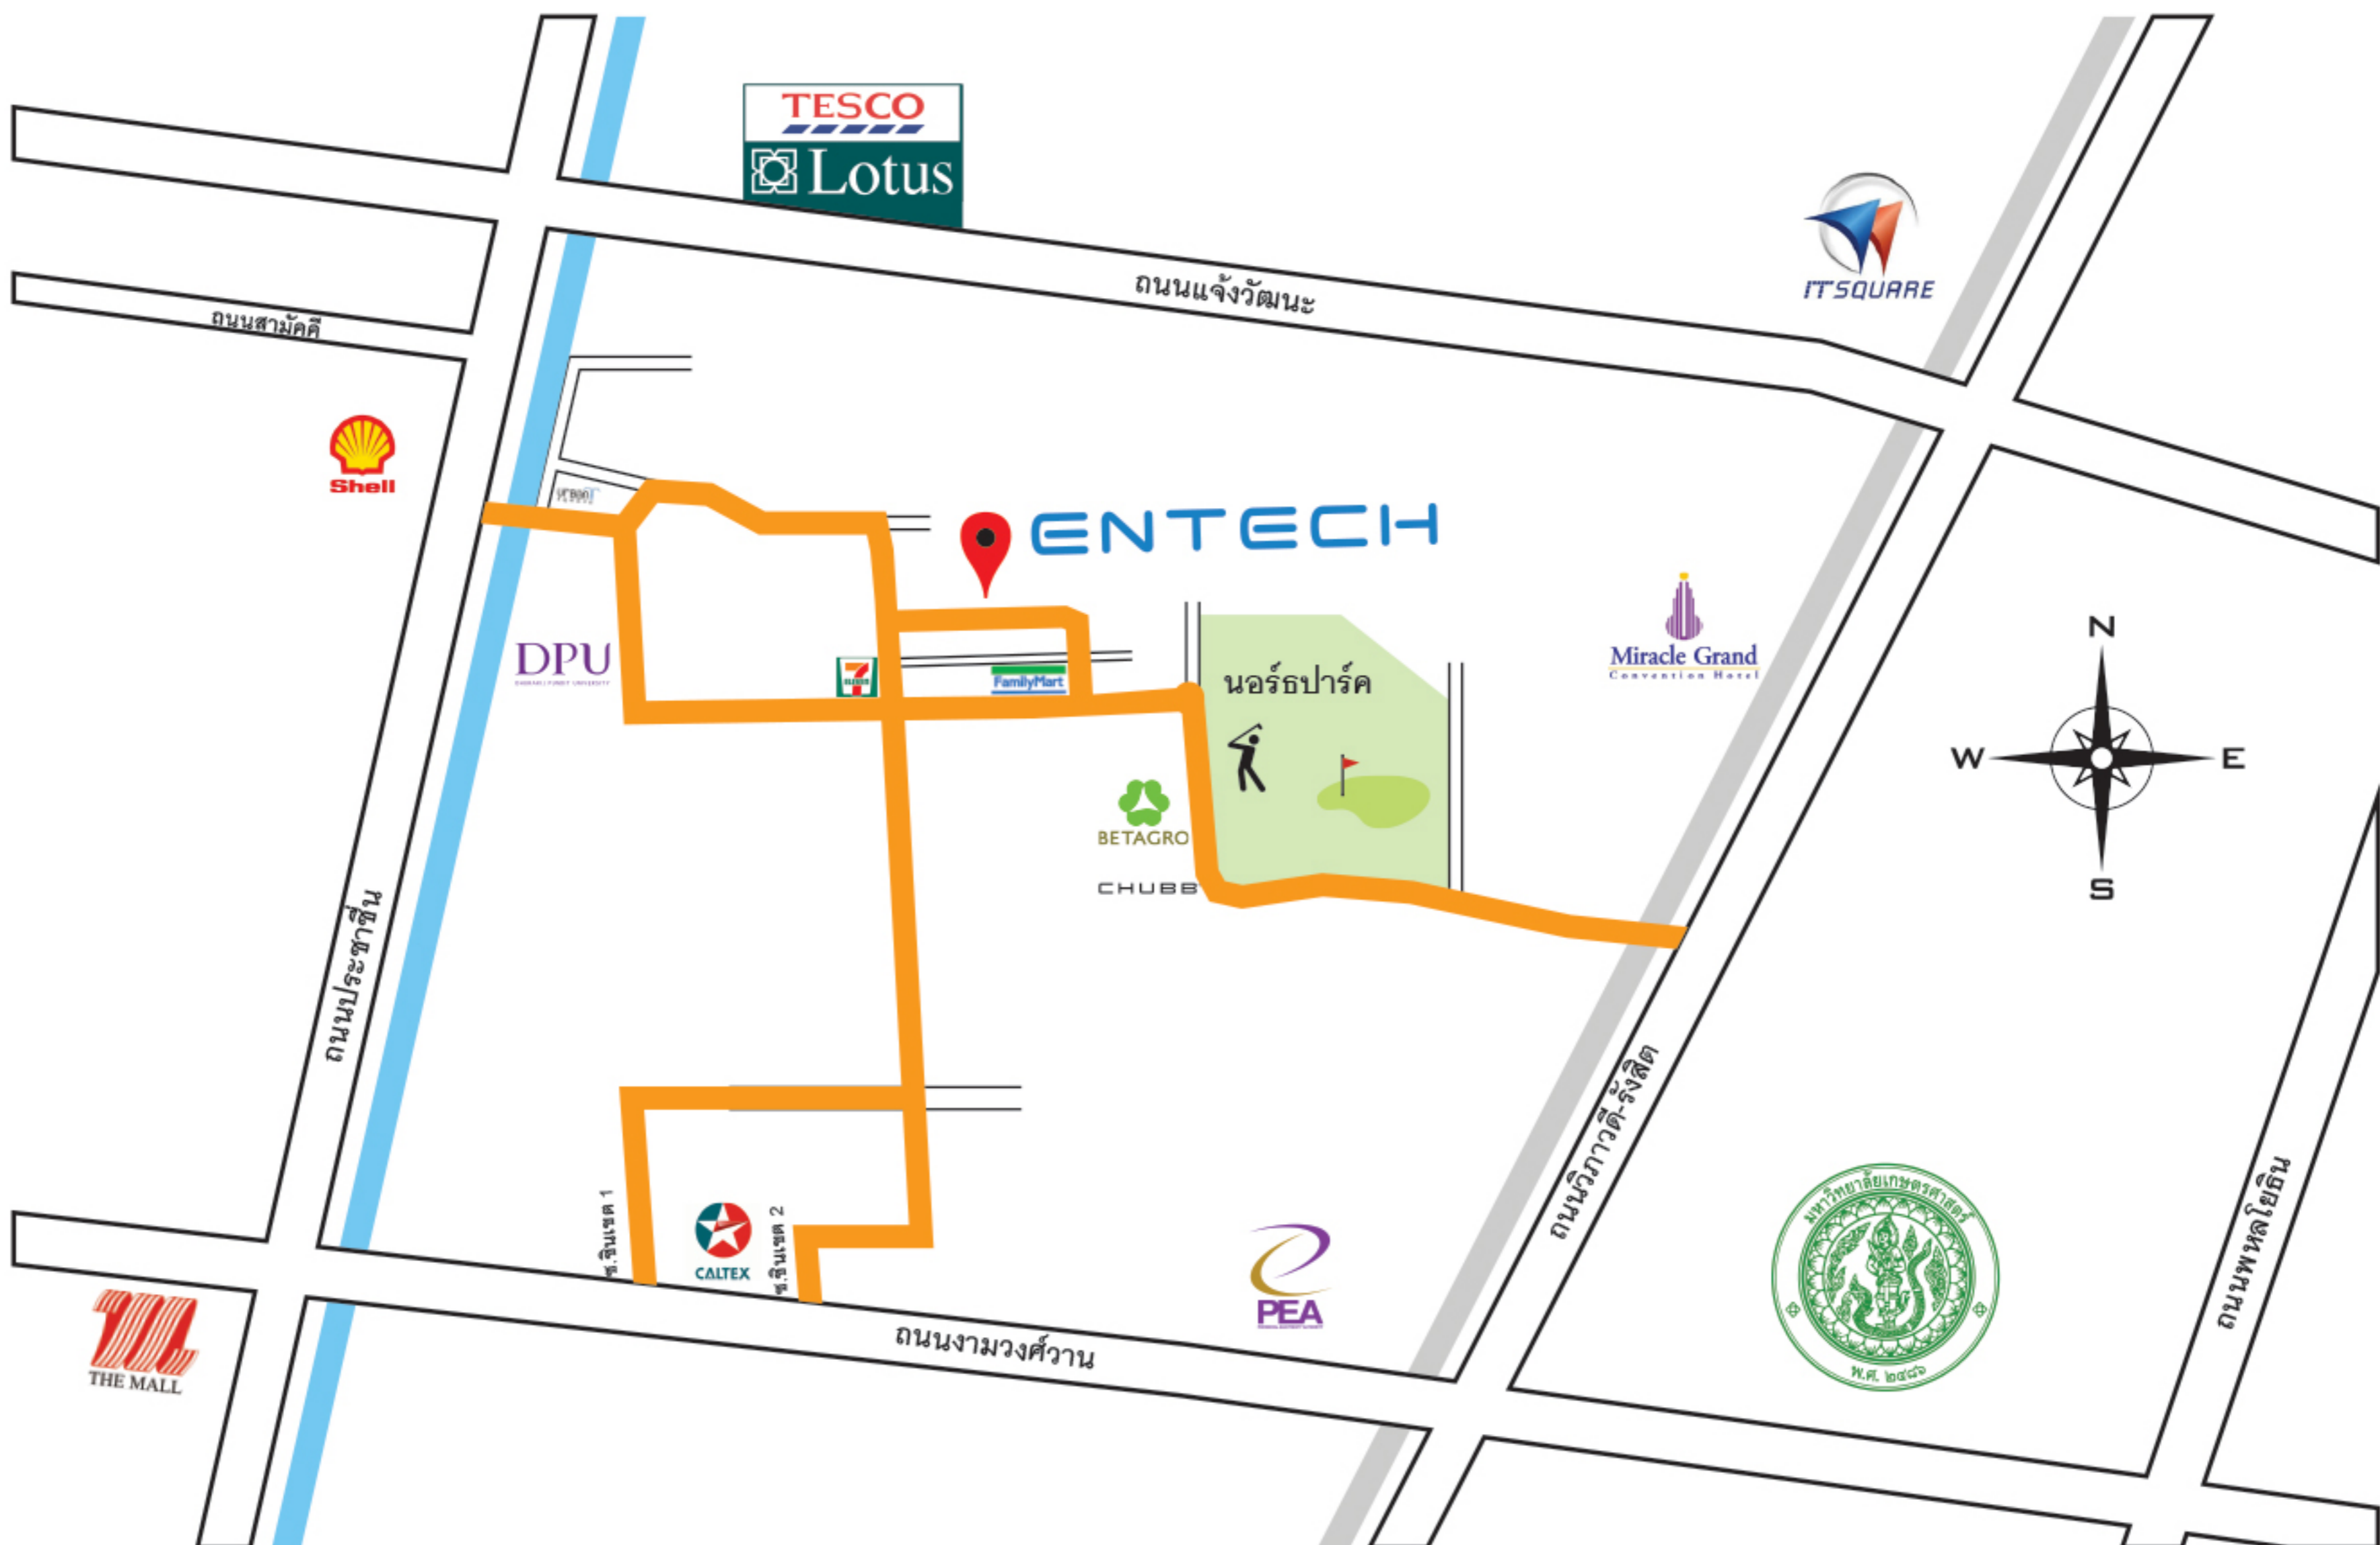 TESCO
Lotus
ถนนแจ้งวัฒนะ
ITSQUARE
ถนนสามัคคี
Shell
ENTECH
DPU
DHURAKIJ PUNDIT UNIVERSITY
7
ELEVEN
FamilyMart
นอร์ธปาร์ค
Miracle Grand
Convention Hotel
N
W
E
S
BETAGRO
CHUBB
ถนนประชาชื่น
ถนนวิภาวดี-รังสิต
ถนนพหลโยธิน
ซ.ชินเขต 1
CALTEX
ซ.ชินเขต 2
PEA
มหาวิทยาลัยเกษตรศาสตร์
พ.ศ. ๒๔๘๖
ถนนงามวงศ์วาน
THE MALL